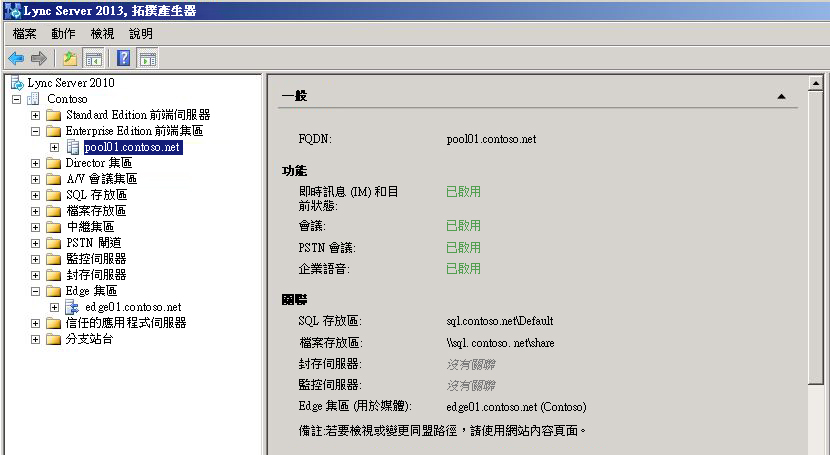 Lync Server 2013, 拓撲產生器
檔案 動作 檢視 說明
Lync Server 2010
Contoso
Standard Edition 前端伺服器
Enterprise Edition 前端集區
pool01.contoso.net
Director 集區
A/V 會議集區
SQL 存放區
檔案存放區
中繼集區
PSTN 閘道
監控伺服器
封存伺服器
Edge 集區
edge01.contoso.net
信任的應用程式伺服器
分支站台
一般
FQDN: pool01.contoso.net
功能
即時訊息 (IM) 和目 已啟用
前狀態:
會議: 已啟用
PSTN 會議: 已啟用
企業語音: 已啟用
關聯
SQL 存放區: sql.contoso.net\Default
檔案存放區: \\sql. contoso. net\share
封存伺服器: 沒有關聯
監控伺服器: 沒有關聯
Edge 集區 (用於媒體): edge01.contoso.net (Contoso)
備註:若要檢視或變更同盟路徑，請使用網站內容頁面。